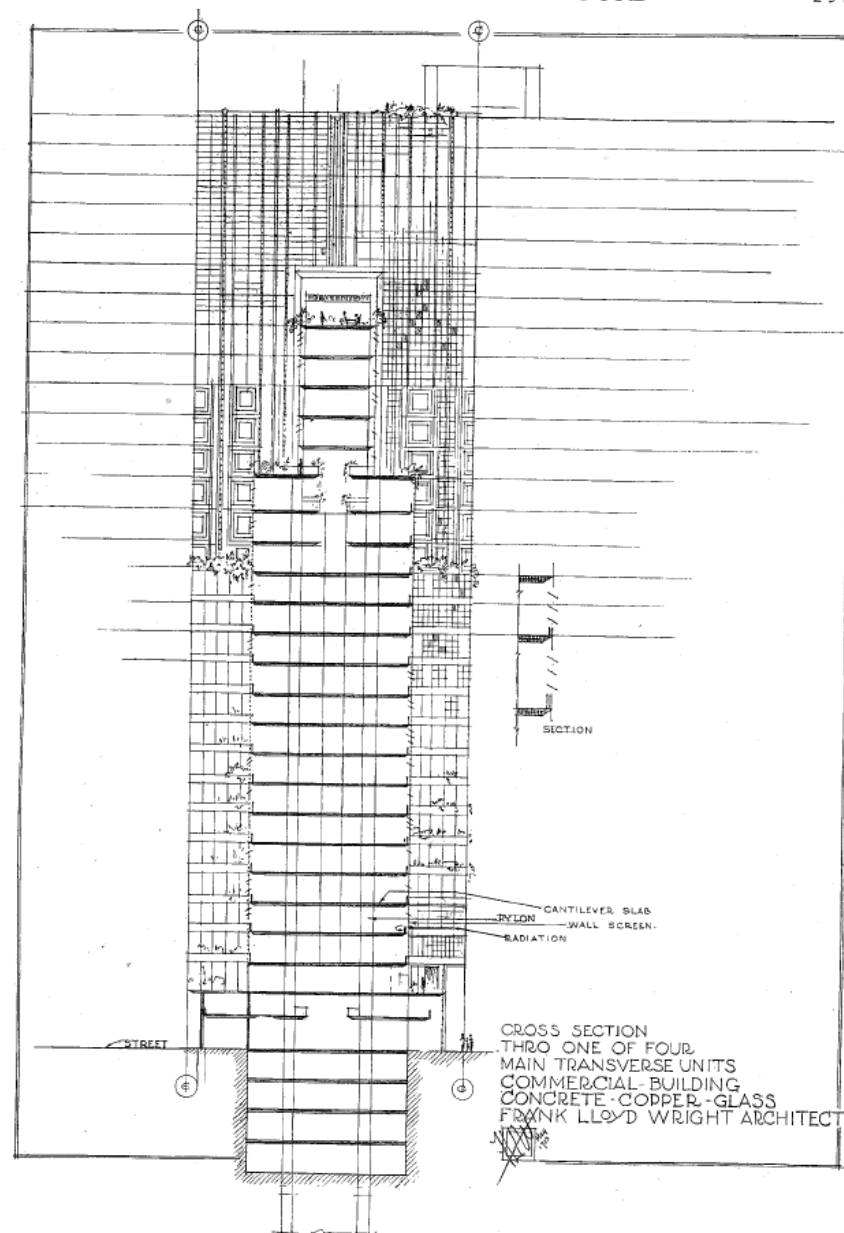 C
C
SECTION
CANTILEVER SLAB
PYLON
WALL SCREEN.
RADIATION
STREET
C
C
CROSS SECTION
THRO ONE OF FOUR
MAIN TRANSVERSE UNITS
COMMERCIAL-BUILDING
CONCRETE-COPPER-GLASS
FRANK LLOYD WRIGHT ARCHITECT